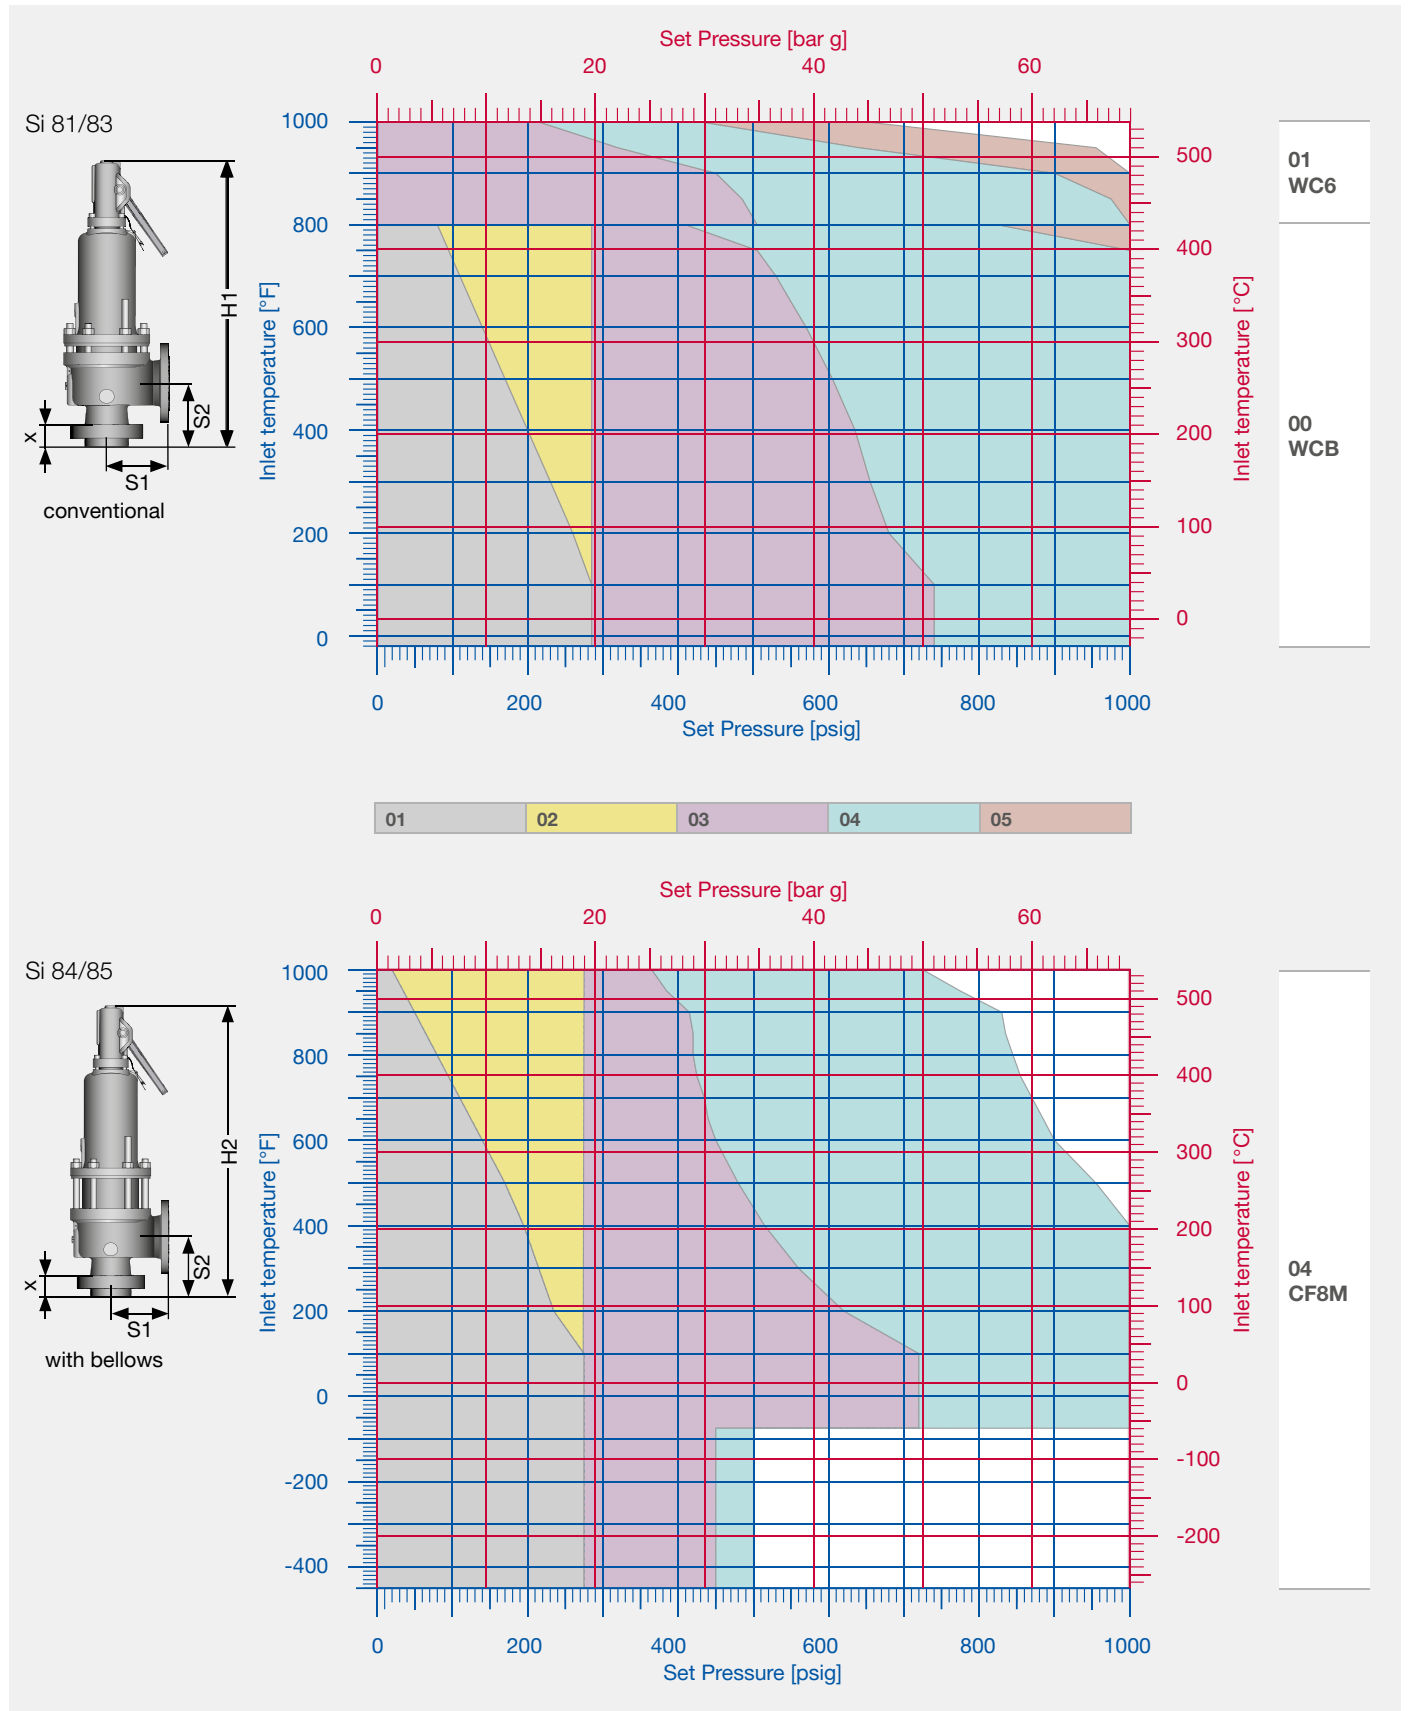 Set Pressure [bar g]
0 20 40 60
Si 81/83
H1
S2
x
S1
conventional
Inlet temperature [°F]
1000
800
600
400
200
0
500
400
300
200
100
0
Inlet temperature [°C]
01
WC6
00
WCB
0 200 400 600 800 1000
Set Pressure [psig]
01 02 03 04 05
Set Pressure [bar g]
0 20 40 60
Si 84/85
H2
S2
x
S1
with bellows
Inlet temperature [°F]
1000
800
600
400
200
0
-200
-400
500
400
300
200
100
0
-100
-200
Inlet temperature [°C]
04
CF8M
0 200 400 600 800 1000
Set Pressure [psig]